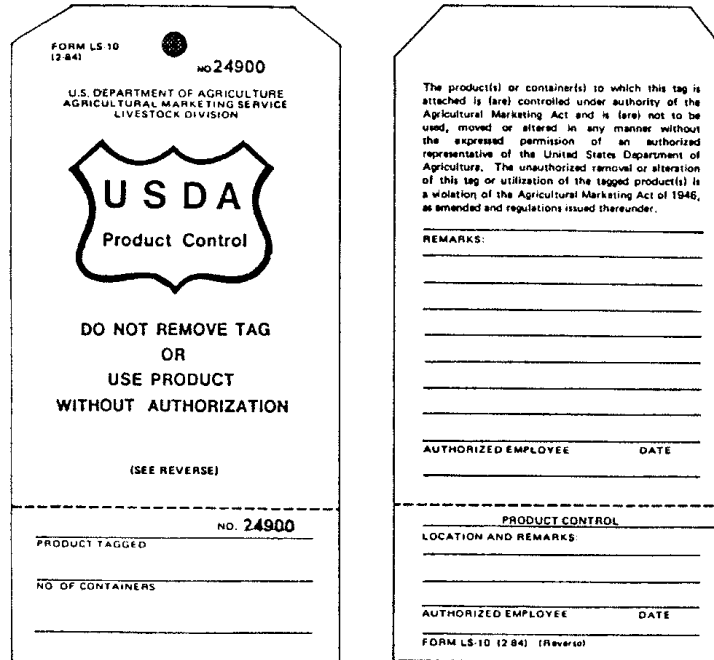 FORM LS-10
(2-84)
NO 24900
U.S. DEPARTMENT OF AGRICULTURE
AGRICULTURAL MARKETING SERVICE
LIVESTOCK DIVISION
USDA
Product Control
DO NOT REMOVE TAG
OR
USE PRODUCT
WITHOUT AUTHORIZATION
(SEE REVERSE)
NO. 24900
PRODUCT TAGGED
NO OF CONTAINERS
The product(s) or container(s) to which this tag is
attached is (are) controlled under authority of the
Agricultural Marketing Act and is (are) not to be
used, moved or altered in any manner without
the expressed permission of an authorized
representative of the United States Department of
Agriculture. The unauthorized removal or alteration
of this tag or utilization of the tagged product(s) is
a violation of the Agricultural Marketing Act of 1946,
as amended and regulations issued thereunder.
REMARKS:
AUTHORIZED EMPLOYEE DATE
PRODUCT CONTROL
LOCATION AND REMARKS:
AUTHORIZED EMPLOYEE DATE
FORM LS-10 (2 84) (Reverse)